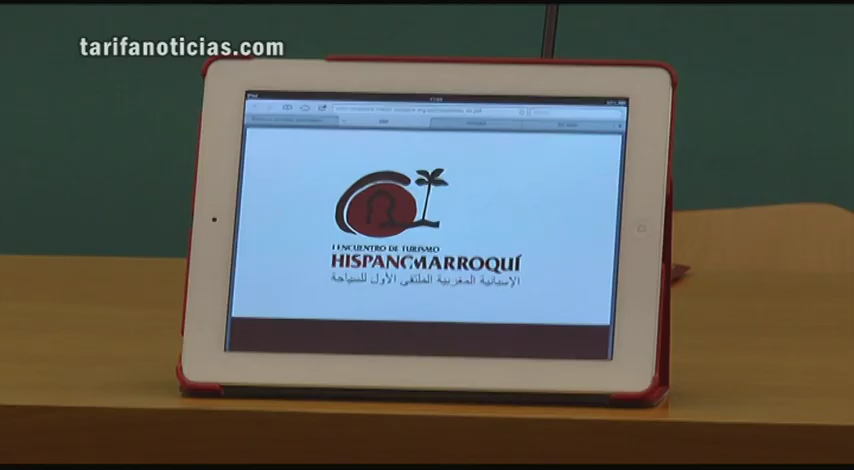 tarifanoticias.com
I ENCUENTRO DE TURISMO
HISPANOMARROQUÍ
الإسبانية المغربية الملتقى الأول للسياحة